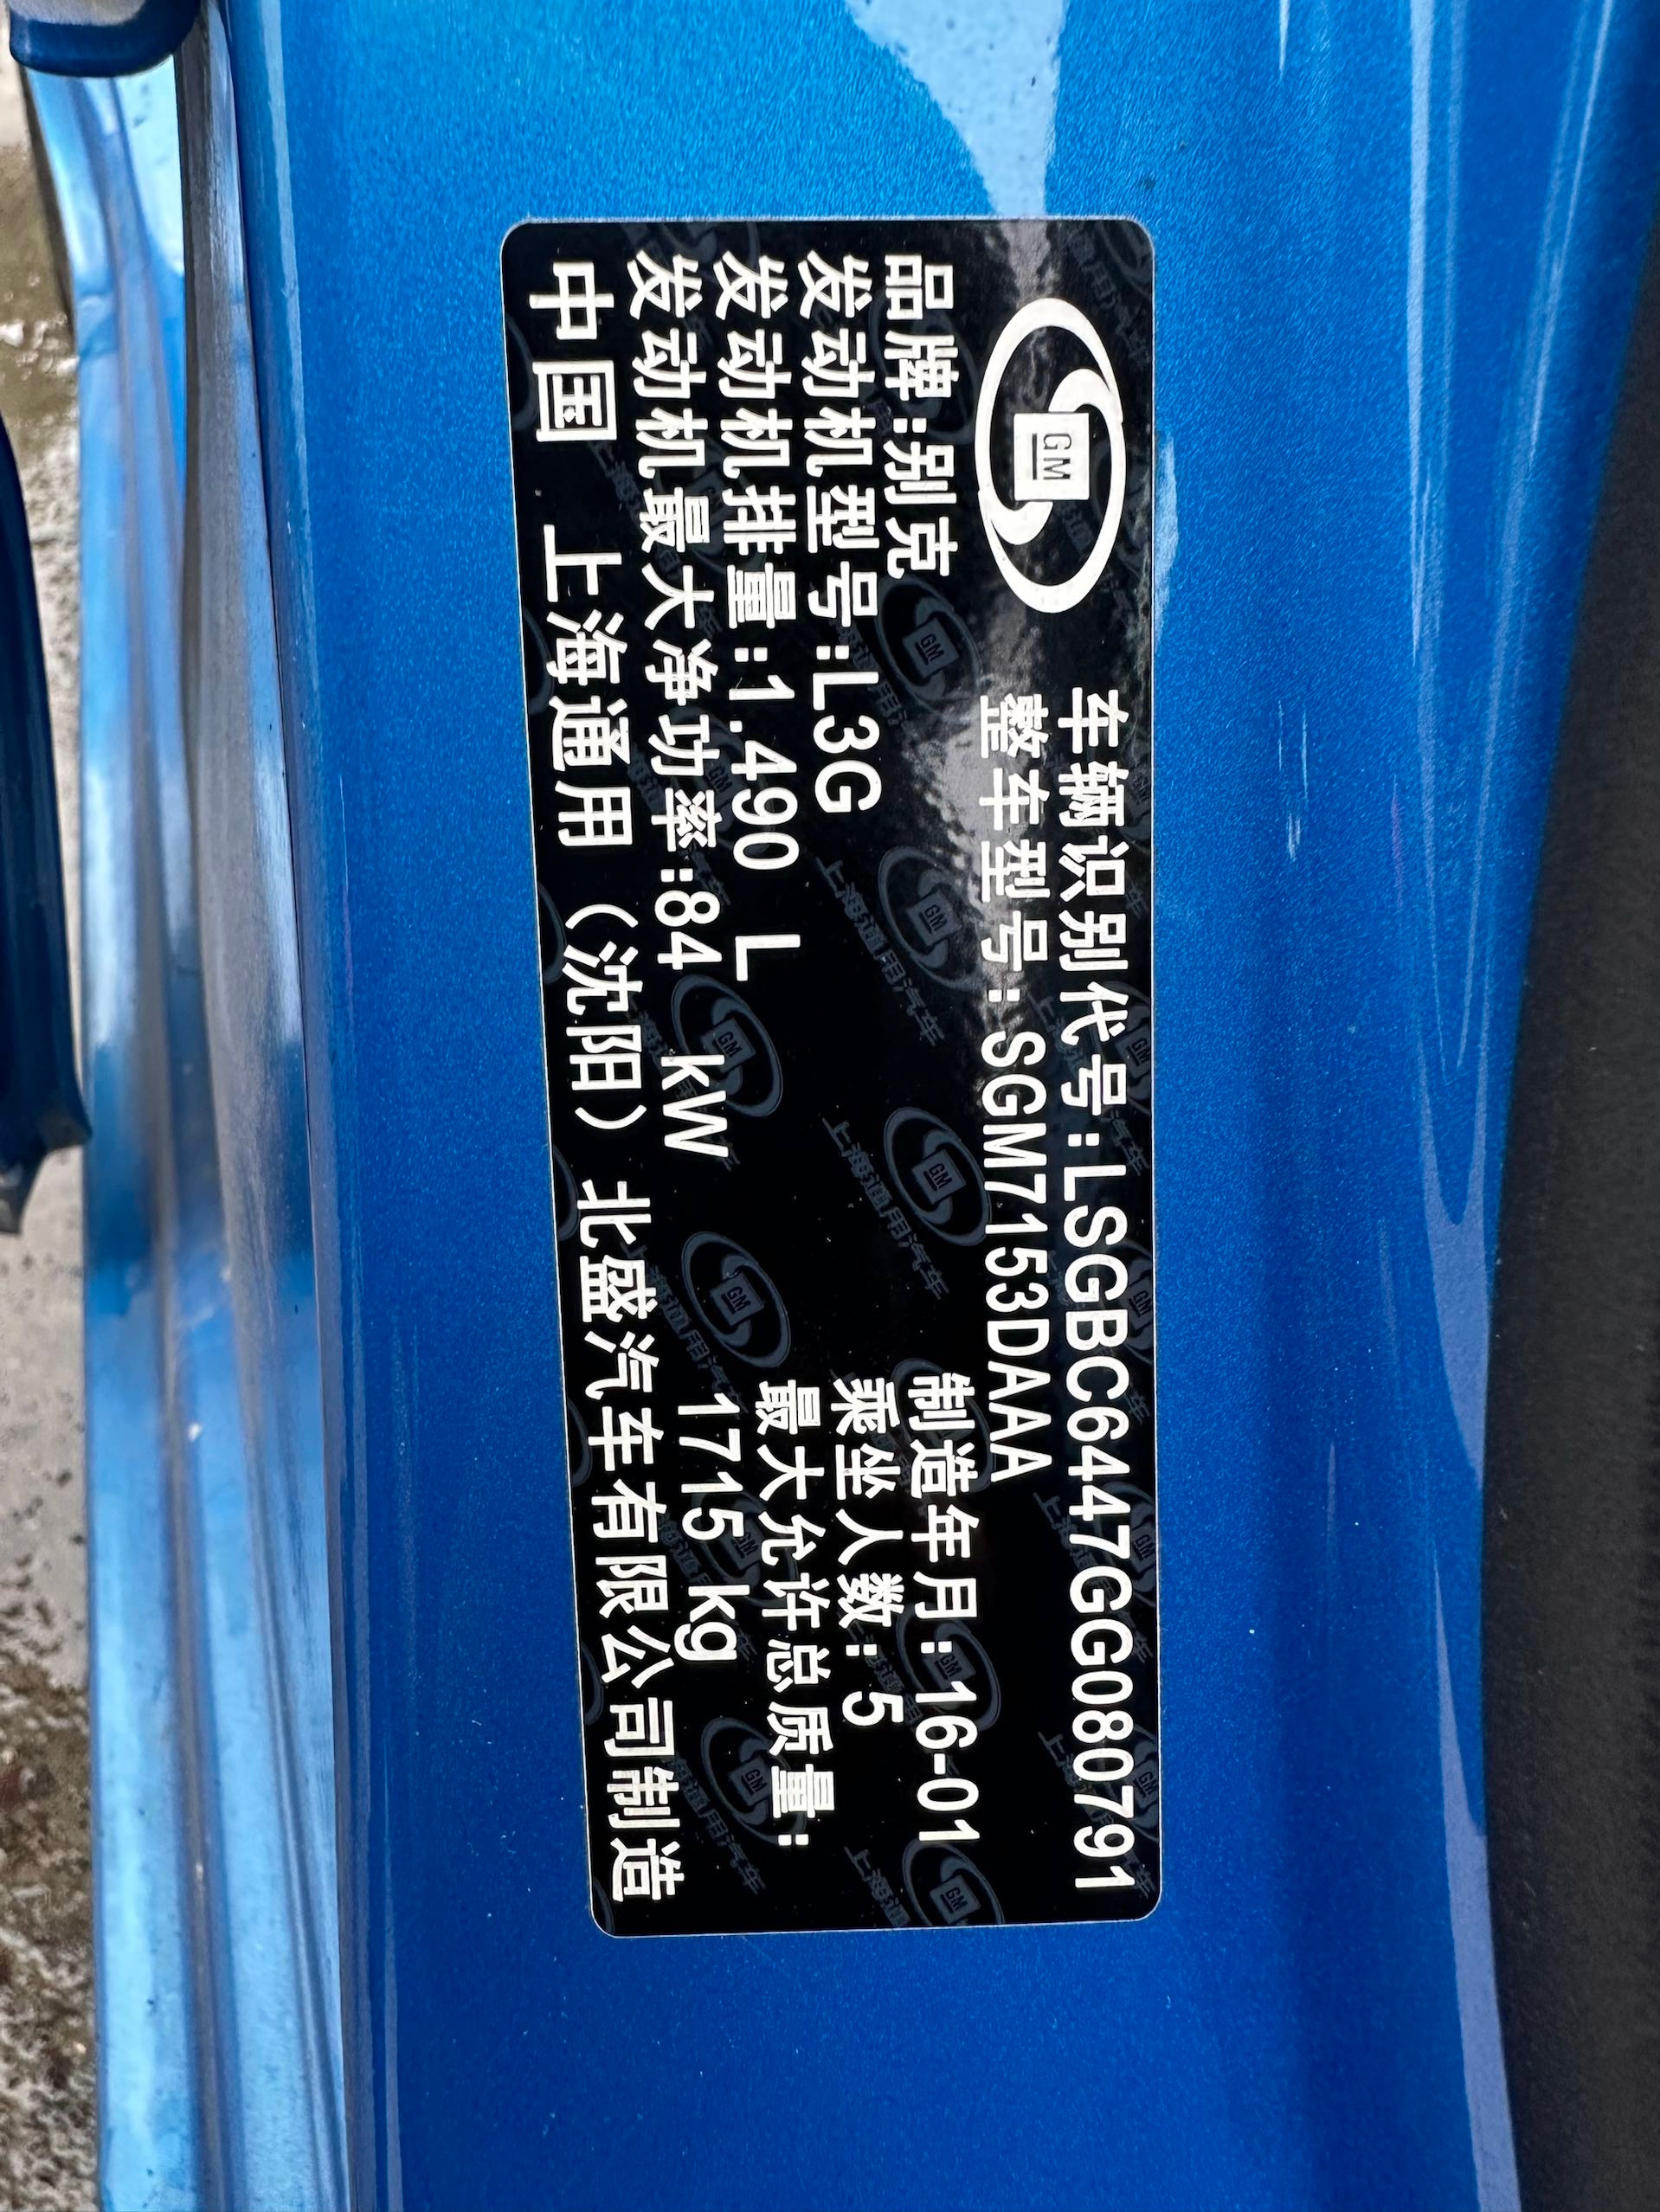 GM
车辆识别代号:LSGBC6447GG080791
整车型号:SGM7153DAAA
品牌:别克
制造年月:16-01
发动机型号:L3G
乘坐人数:5
发动机排量:1.490 L
最大允许总质量:
发动机最大净功率:84 kW
1715 kg
中国 上海通用（沈阳）北盛汽车有限公司制造